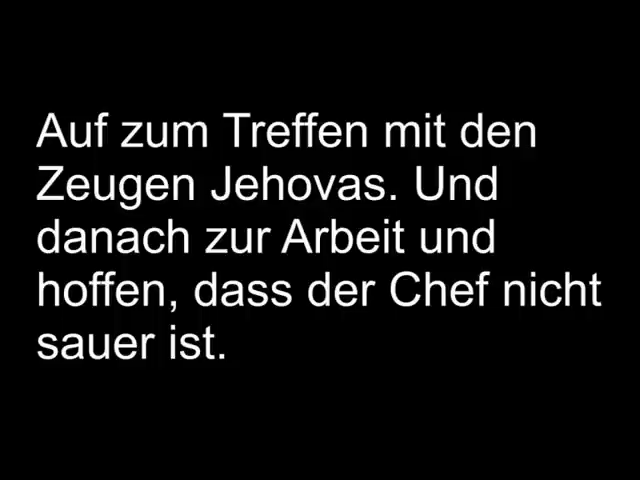 Auf zum Treffen mit den
Zeugen Jehovas. Und
danach zur Arbeit und
hoffen, dass der Chef nicht
sauer ist.